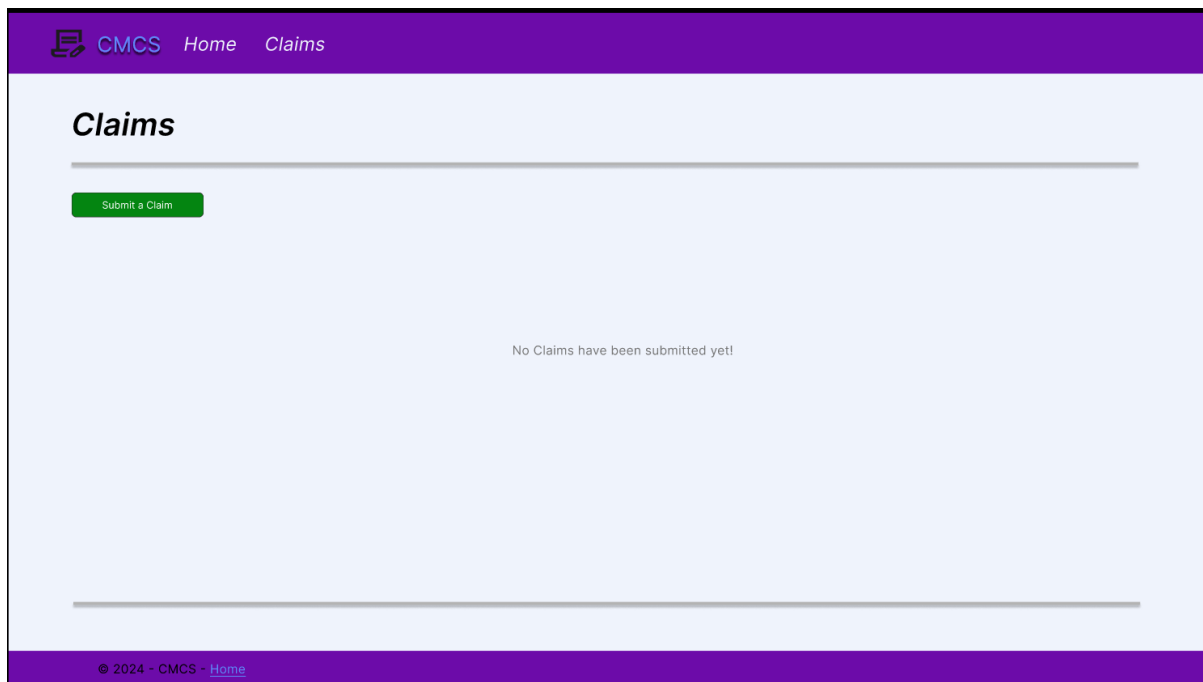 CMCS Home Claims
Claims
Submit a Claim
No Claims have been submitted yet!
© 2024 - CMCS - Home